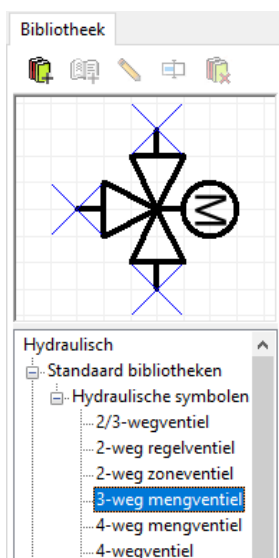 Bibliotheek
M
Hydraulisch
Standaard bibliotheken
Hydraulische symbolen
2/3-wegventiel
2-weg regelventiel
2-weg zoneventiel
3-weg mengventiel
4-weg mengventiel
4-wegventiel